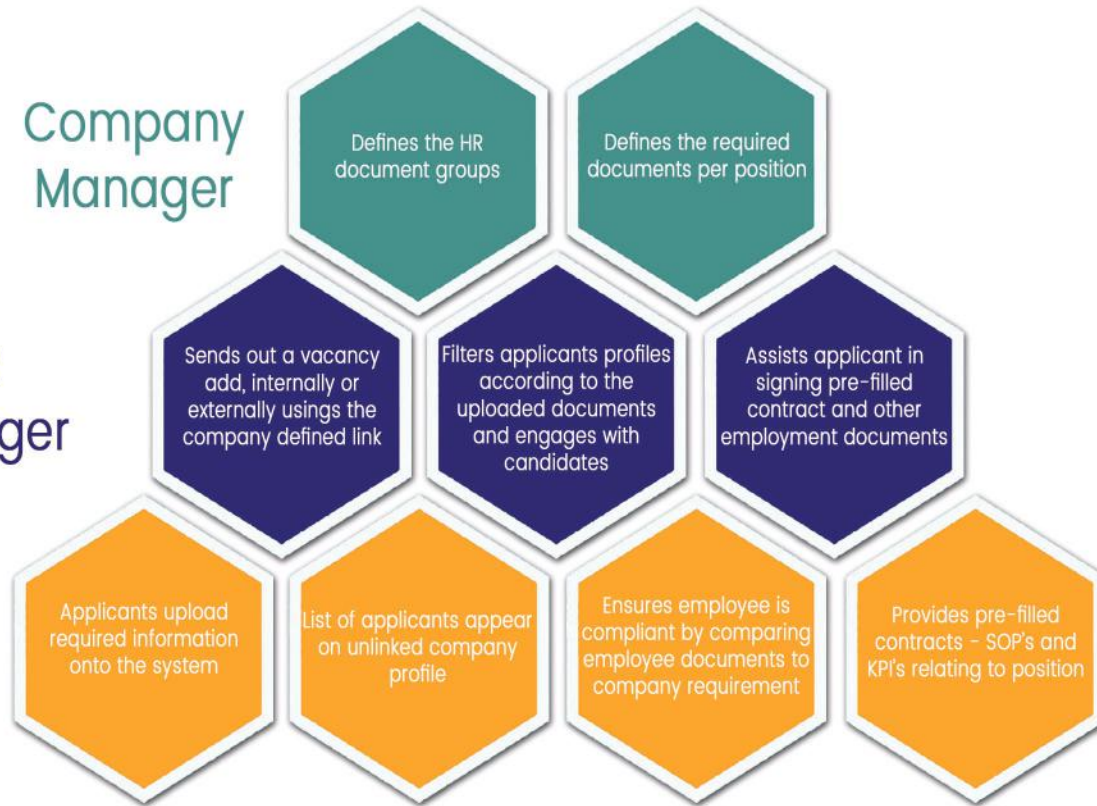 Company
Manager
Defines the HR
document groups
Defines the required
documents per position
ger
Sends out a vacancy
add, internally or
externally usings the
company defined link
Filters applicants profiles
according to the
uploaded documents
and engages with
candidates
Assists applicant in
signing pre-filled
contract and other
employment documents
Applicants upload
required information
onto the system
List of applicants appear
on unlinked company
profile
Ensures employee is
compliant by comparing
employee documents to
company requirement
Provides pre-filled
contracts - SOP's and
KPI's relating to position